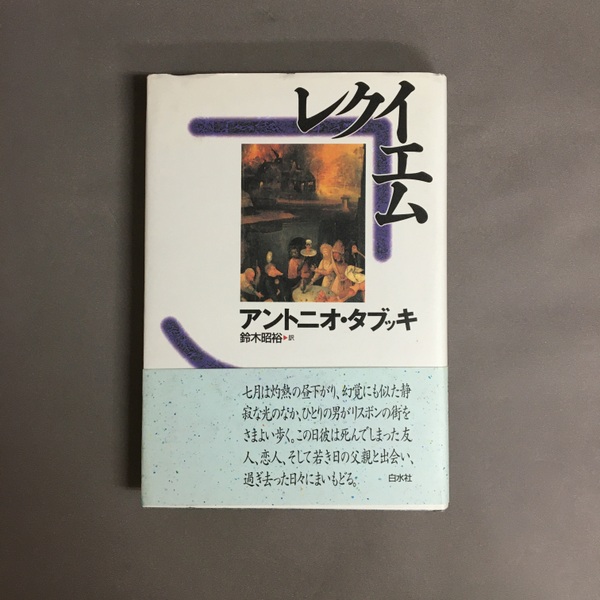 レクイエム
アントニオ・タブッキ
鈴木昭裕▶訳
七月は灼熱の昼下がり、幻覚にも似た静
寂な光のなか、ひとりの男がリスボンの街を
さまよい歩く。この日彼は死んでしまった友
人、恋人、そして若き日の父親と出会い、
過ぎ去った日々にまいもどる。
白水社